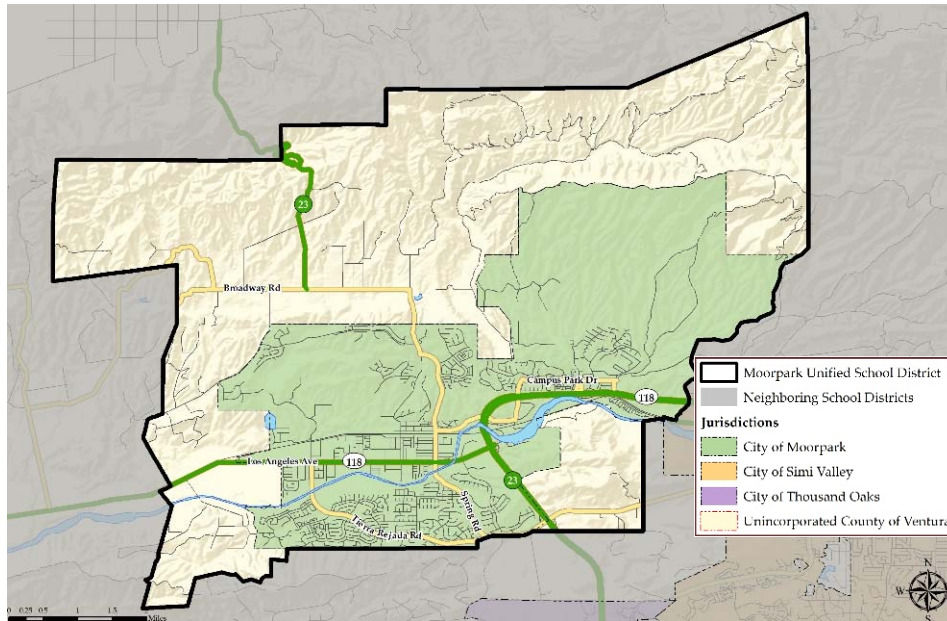 23
Broadway Rd
Campus Park Dr
118
Los Angeles Ave
118
23
Spring Rd
Tierra Rejada Rd
Moorpark Unified School District
Neighboring School Districts
Jurisdictions
City of Moorpark
City of Simi Valley
City of Thousand Oaks
Unincorporated County of Ventura
0 0.25 0.5 1 1.5
Miles
N
W
S